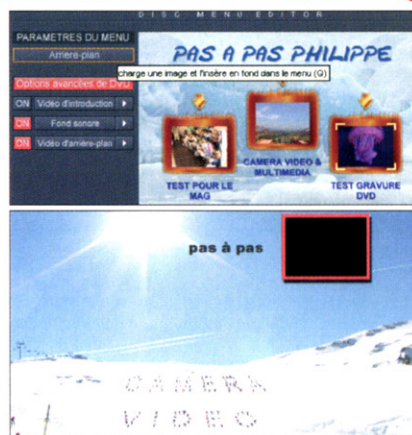 DISC MENU EDITOR
PARAMETRES DU MENU
Arrière-plan
PAS A PAS PHILIPPE
charge une image et l'insère en fond dans le menu (Q)
Options avancées de DVD
ON Vidéo d'introduction
ON Fond sonore
ON Vidéo d'arrière-plan
TEST POUR LE
MAG
CAMERA VIDEO &
MULTIMEDIA
TEST GRAVURE
DVD
pas à pas
CAMERA
VIDEO